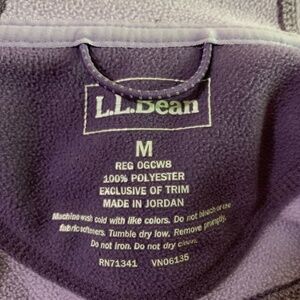 L.L.Bean
M
REG OGCW8
100% POLYESTER
EXCLUSIVE OF TRIM
MADE IN JORDAN
Machine wash cold with like colors. Do not bleach or use
fabric softeners. Tumble dry low. Remove promptly.
Do not iron. Do not dry clean.
RN71341 VN06135